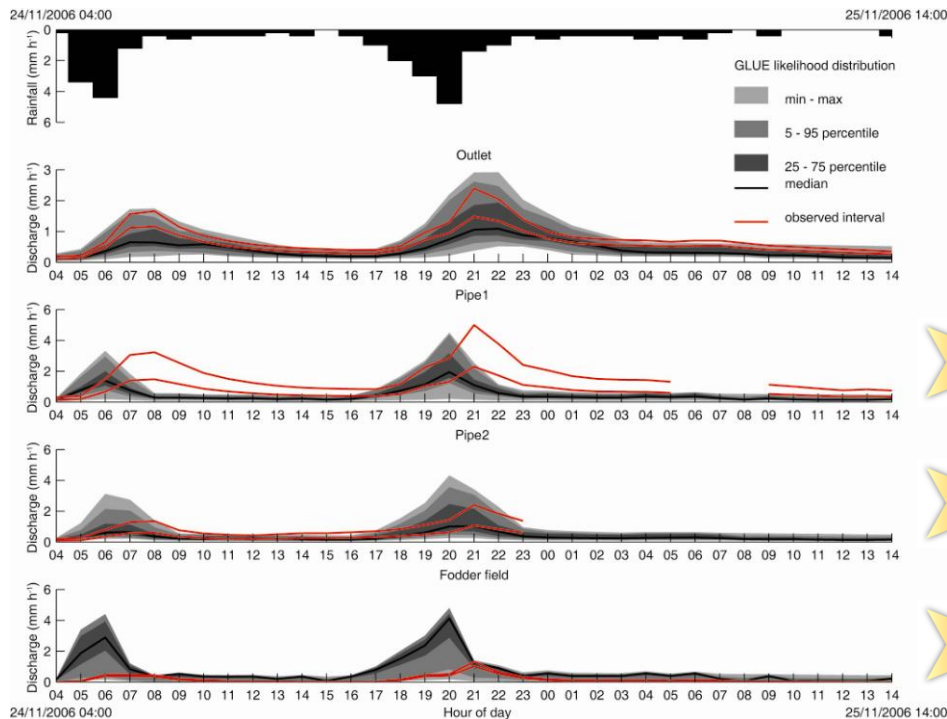 24/11/2006 04:00 25/11/2006 14:00
Rainfall (mm h⁻¹)
0
2
4
6
GLUE likelihood distribution
min - max
5 - 95 percentile
25 - 75 percentile
median
observed interval
Outlet
Discharge (mm h⁻¹)
3
2
1
0
04 05 06 07 08 09 10 11 12 13 14 15 16 17 18 19 20 21 22 23 00 01 02 03 04 05 06 07 08 09 10 11 12 13 14
Pipe1
Discharge (mm h⁻¹)
6
4
2
0
04 05 06 07 08 09 10 11 12 13 14 15 16 17 18 19 20 21 22 23 00 01 02 03 04 05 06 07 08 09 10 11 12 13 14
Pipe2
Discharge (mm h⁻¹)
6
4
2
0
04 05 06 07 08 09 10 11 12 13 14 15 16 17 18 19 20 21 22 23 00 01 02 03 04 05 06 07 08 09 10 11 12 13 14
Fodder field
Discharge (mm h⁻¹)
6
4
2
0
04 05 06 07 08 09 10 11 12 13 14 15 16 17 18 19 20 21 22 23 00 01 02 03 04 05 06 07 08 09 10 11 12 13 14
24/11/2006 04:00 Hour of day 25/11/2006 14:00